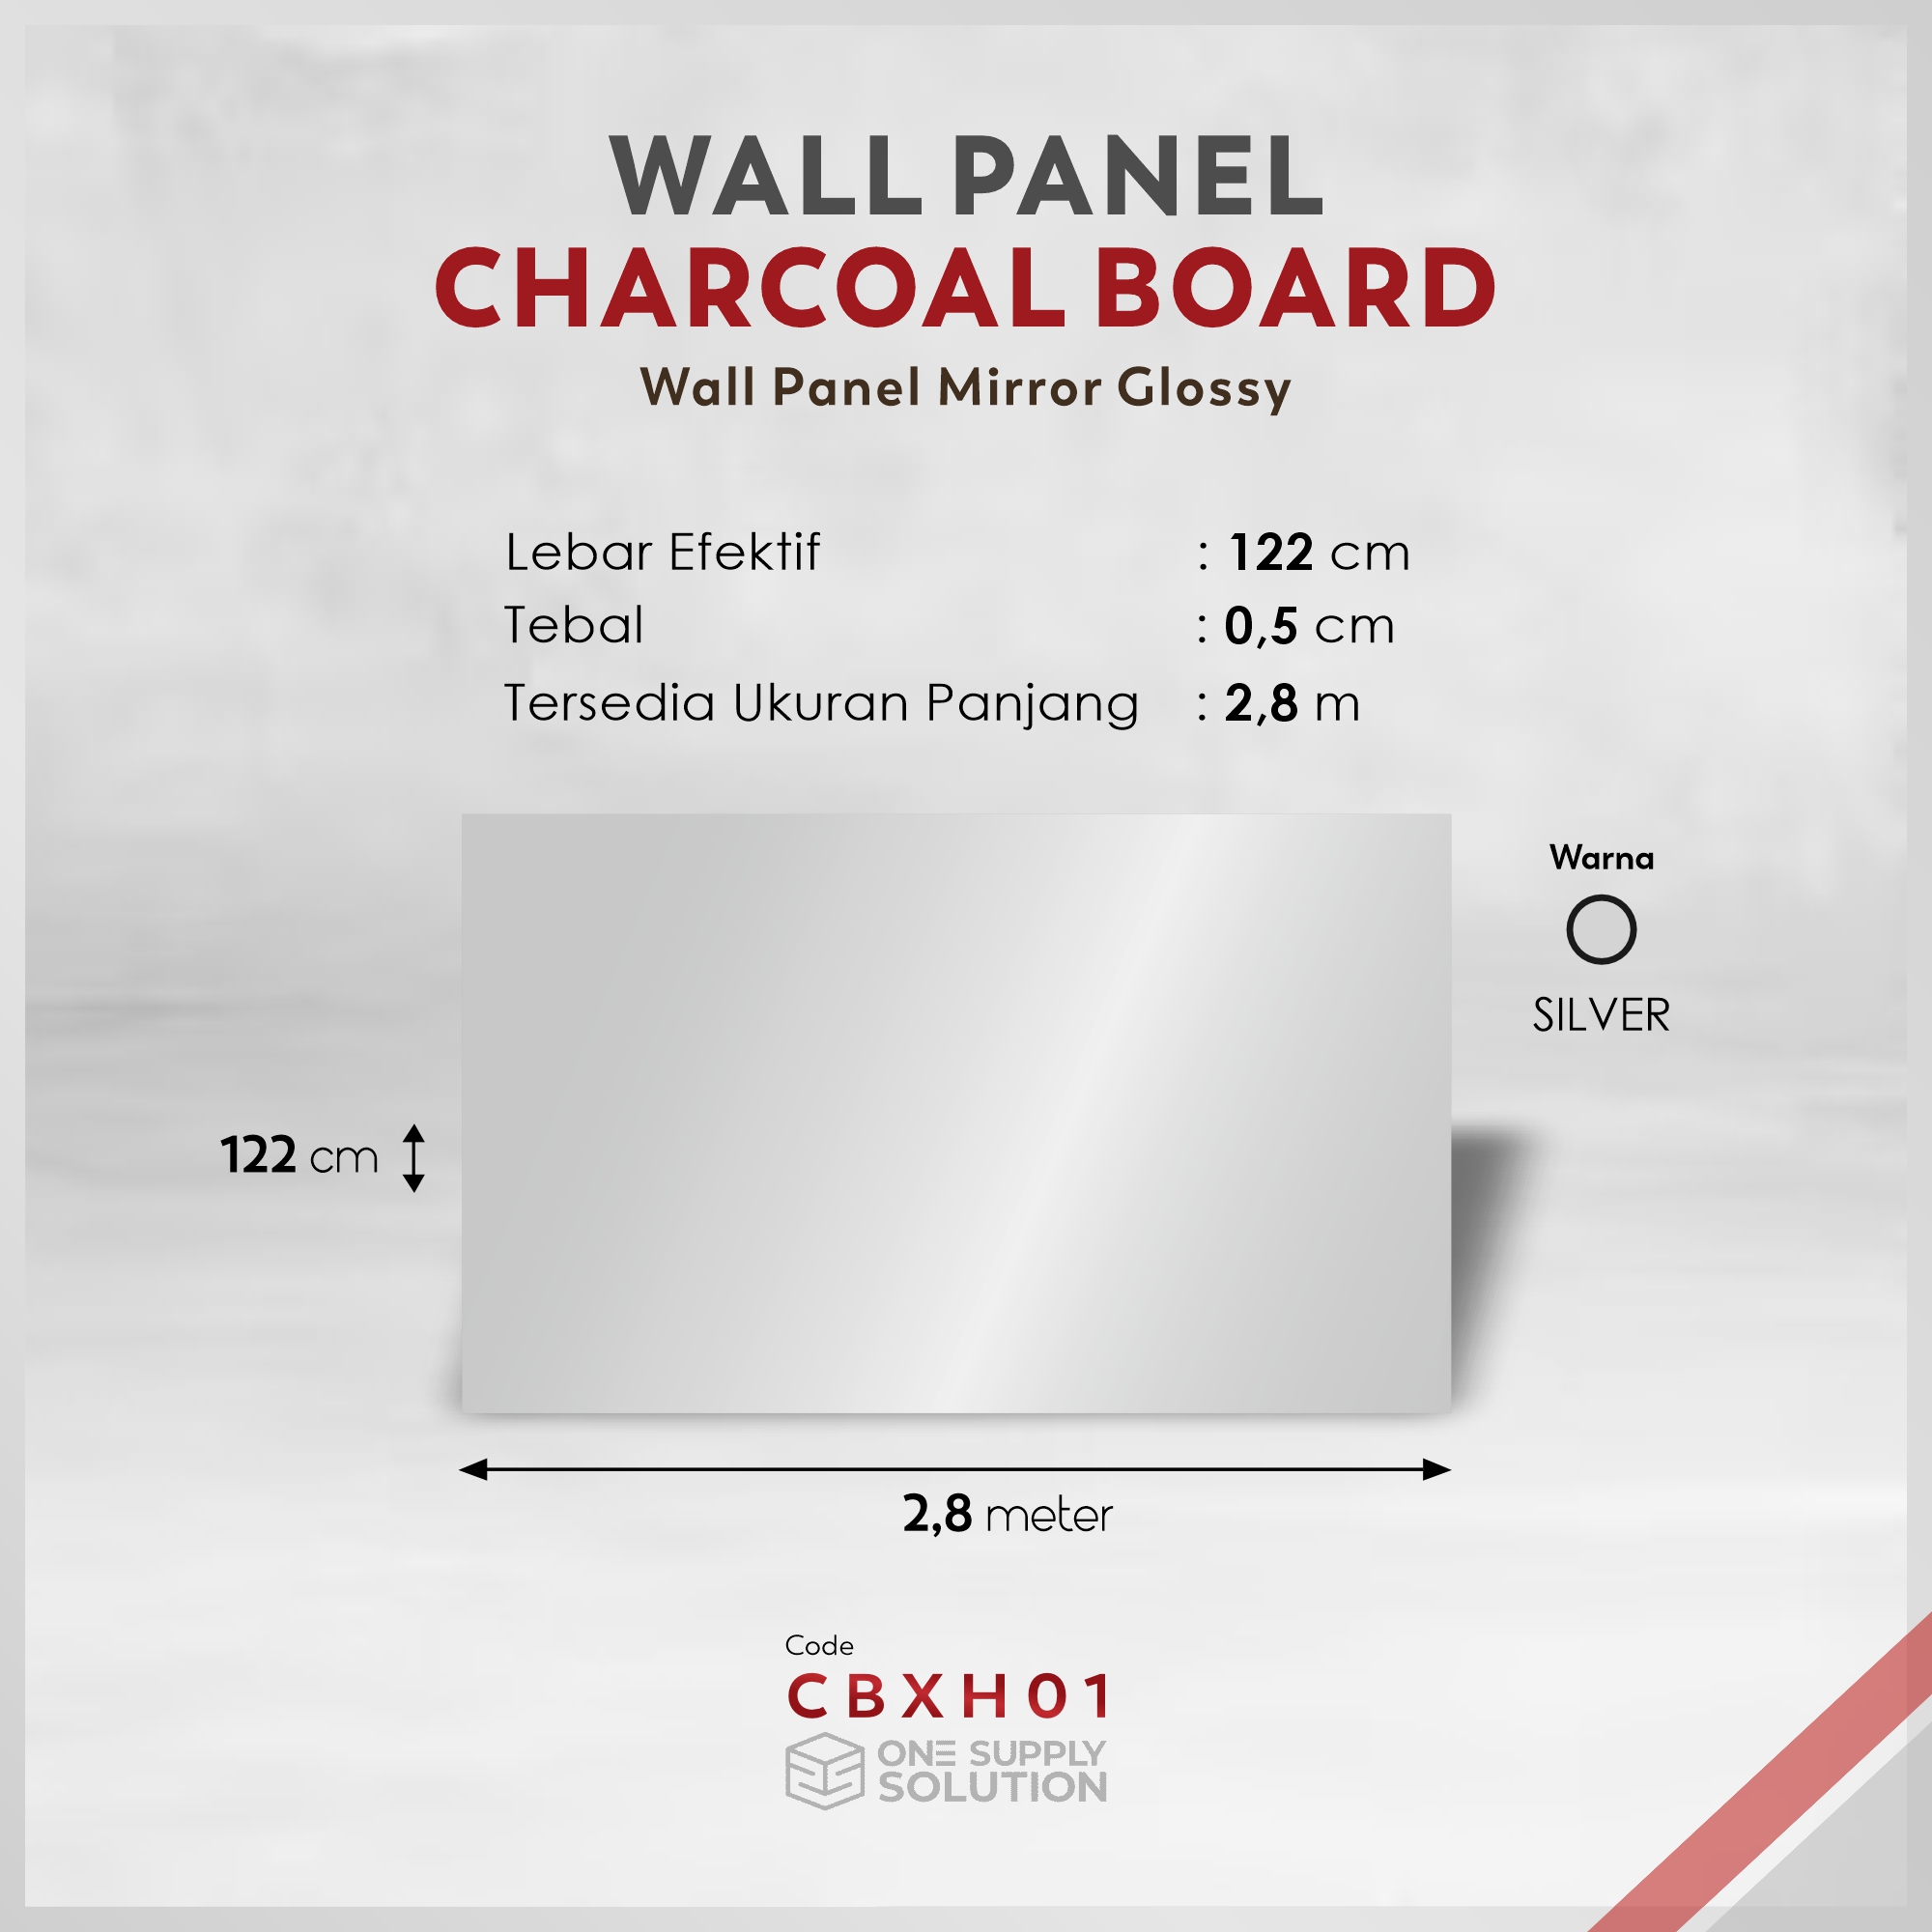 WALL PANEL
CHARCOAL BOARD
Wall Panel Mirror Glossy
Lebar Efektif : 122 cm
Tebal : 0,5 cm
Tersedia Ukuran Panjang : 2,8 m
Warna
SILVER
122 cm
2,8 meter
Code
CBXH01
ONE SUPPLY
SOLUTION